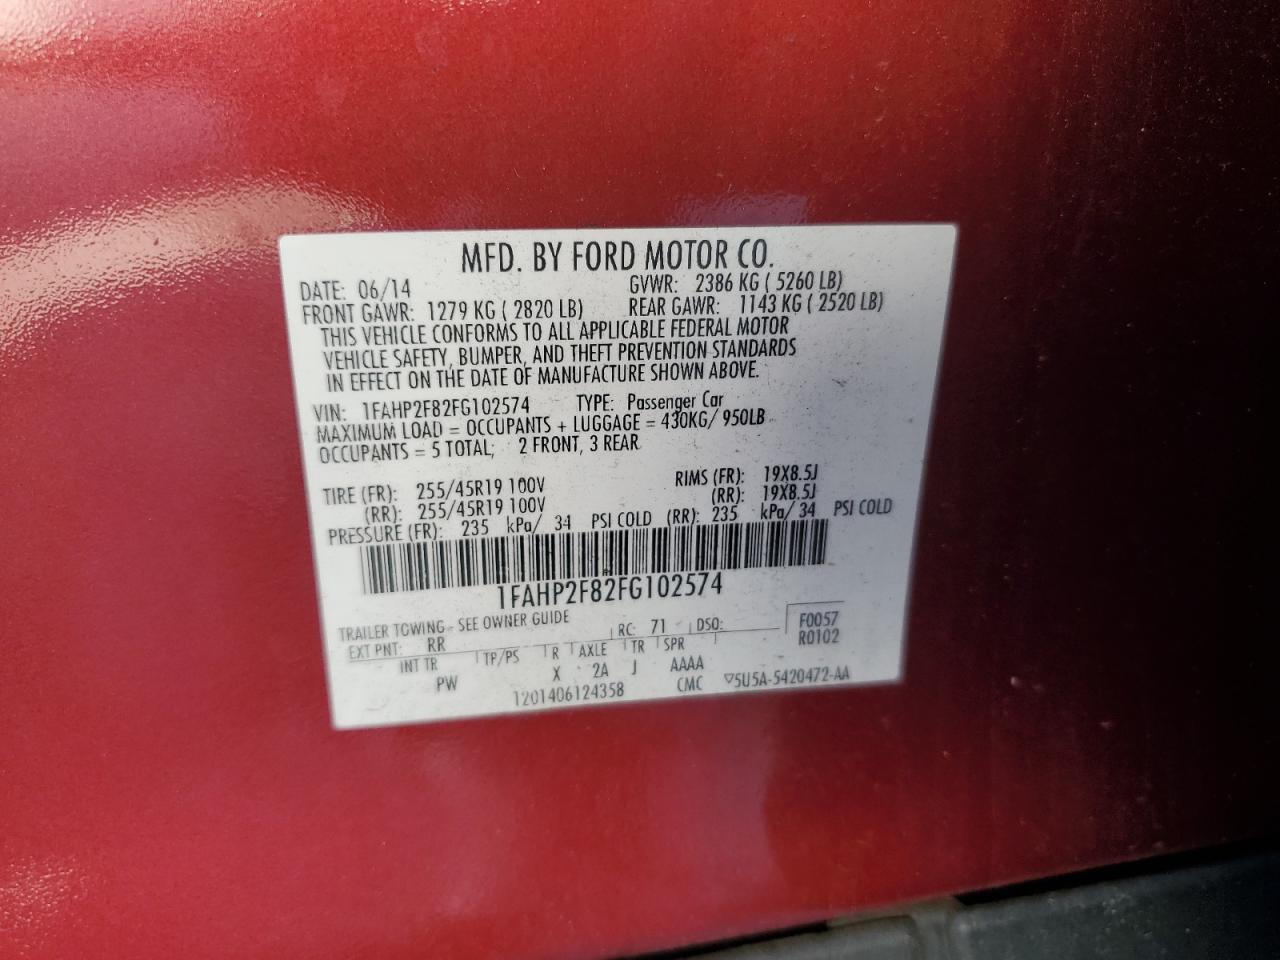 MFD. BY FORD MOTOR CO.
DATE: 06/14 GVWR: 2386 KG ( 5260 LB)
FRONT GAWR: 1279 KG ( 2820 LB) REAR GAWR: 1143 KG ( 2520 LB)
THIS VEHICLE CONFORMS TO ALL APPLICABLE FEDERAL MOTOR
VEHICLE SAFETY, BUMPER, AND THEFT PREVENTION STANDARDS
IN EFFECT ON THE DATE OF MANUFACTURE SHOWN ABOVE.
VIN: 1FAHP2F82FG102574 TYPE: Passenger Car
MAXIMUM LOAD = OCCUPANTS + LUGGAGE = 430KG/ 950LB
OCCUPANTS = 5 TOTAL; 2 FRONT, 3 REAR
TIRE (FR): 255/45R19 100V RIMS (FR): 19X8.5J
(RR): 255/45R19 100V (RR): 19X8.5J
PRESSURE (FR): 235 kPa/ 34 PSI COLD (RR): 235 kPa/ 34 PSI COLD
1FAHP2F82FG102574
TRAILER TOWING - SEE OWNER GUIDE
EXT PNT: RR RC: 71 DSO: F0057
R0102
INT TR TP/PS R AXLE TR SPR
PW X 2A J AAAA
1201406124358 CMC ▽5U5A-5420472-AA